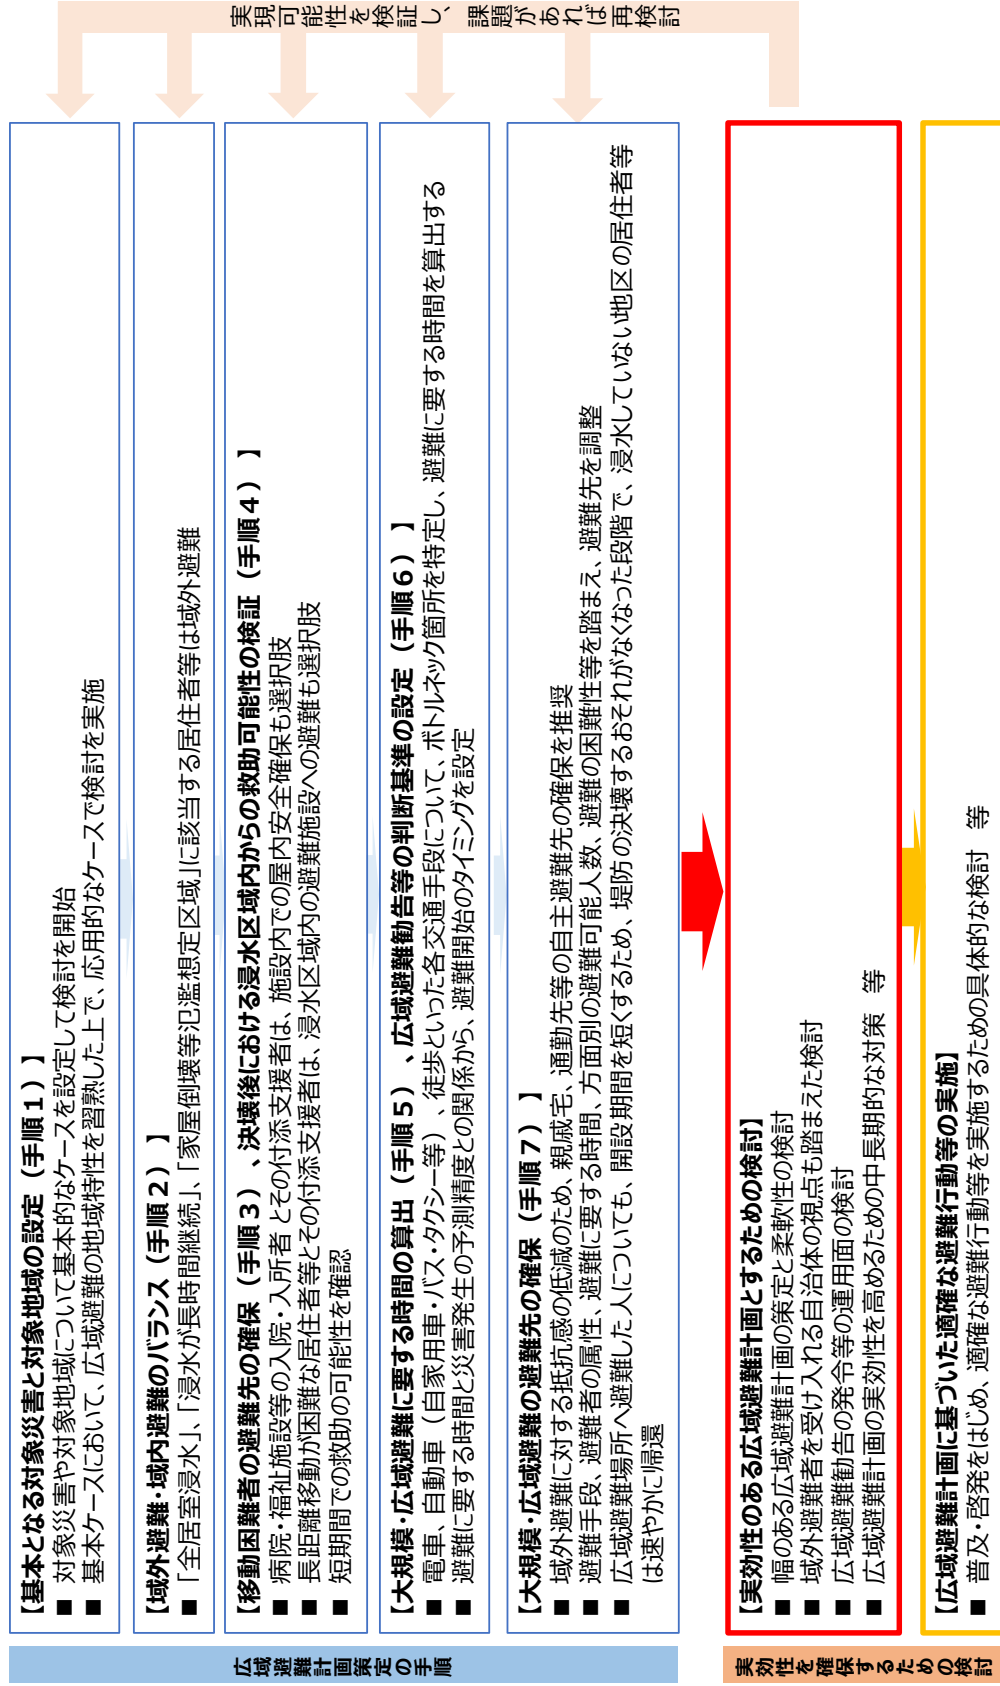 実現可能性を検証し、課題があれば再検討
広域避難計画策定の手順
【基本となる対象災害と対象地域の設定（手順１）】
■ 対象災害や対象地域について基本的なケースを設定して検討を開始
■ 基本ケースにおいて、広域避難の地域特性を習熟した上で、応用的なケースで検討を実施
【域外避難・域内避難のバランス（手順２）】
■ 「全居室浸水」、「浸水が長時間継続」、「家屋倒壊等氾濫想定区域」に該当する居住者等は域外避難
【移動困難者の避難先の確保（手順３）、決壊後における浸水区域内からの救助可能性の検証（手順４）】
■ 病院・福祉施設等の入院・入所者とその付添支援者は、施設内での屋内安全確保も選択肢
■ 長距離移動が困難な居住者等とその付添支援者は、浸水区域内の避難施設への避難も選択肢
■ 短期間での救助の可能性を確認
【大規模・広域避難に要する時間の算出（手順５）、広域避難勧告等の判断基準の設定（手順６）】
■ 電車、自動車（自家用車・バス・タクシー等）、徒歩といった各交通手段について、ボトルネック箇所を特定し、避難に要する時間を算出する
■ 避難に要する時間と災害発生の予測精度との関係から、避難開始のタイミングを設定
【大規模・広域避難の避難先の確保（手順７）】
■ 域外避難に対する抵抗感の低減のため、親戚宅、通勤先等の自主避難先の確保を推奨
■ 避難手段、避難者の属性、避難に要する時間、方面別の避難可能人数、避難の困難性等を踏まえ、避難先を調整
■ 広域避難場所へ避難した人についても、開設期間を短くするため、堤防の決壊するおそれがなくなった段階で、浸水していない地区の居住者等
は速やかに帰還
実効性を確保するための検討
【実効性のある広域避難計画とするための検討】
■ 幅のある広域避難計画の策定と柔軟性の検討
■ 域外避難者を受け入れる自治体の視点も踏まえた検討
■ 広域避難勧告の発令等の運用面の検討
■ 広域避難計画の実効性を高めるための中長期的な対策　等
【広域避難計画に基づいた適確な避難行動等の実施】
■ 普及・啓発をはじめ、適確な避難行動等を実施するための具体的な検討　等